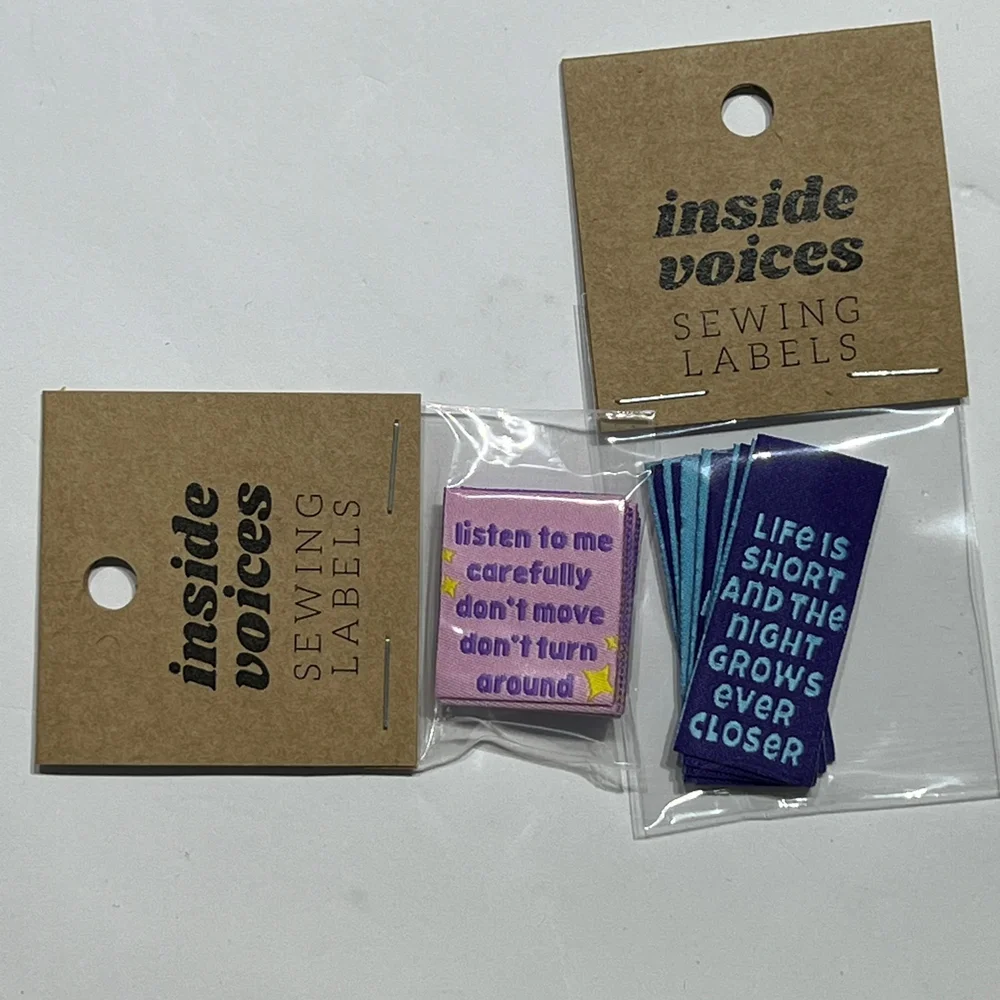 inside
voices
SEWING
LABELS
inside
voices
SEWING
LABELS
listen to me
carefully
don't move
don't turn
around
LIFe IS
SHORT
AND THe
nIGHT
GROWS
eveR
CLOSeR